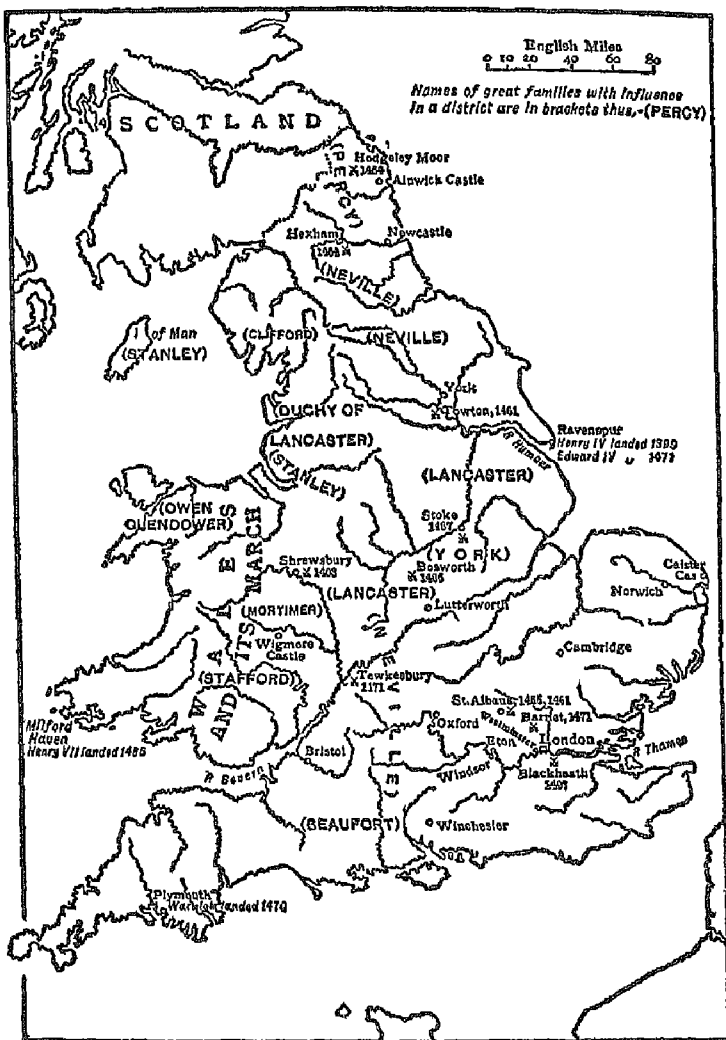 English Miles
0 10 20 40 60 80
Names of great families with influence
in a district are in brackets thus,-(PERCY)
SCOTLAND
(PERCY)
Hedgeley Moor
1464
Alnwick Castle
Hexham
Newcastle
(NEVILLE)
I of Man
(STANLEY)
(CLIFFORD)
(NEVILLE)
York
Towton, 1461
(DUCHY OF
LANCASTER)
(STANLEY)
R Humber
Ravenspur
Henry IV landed 1399
Edward IV " 1471
(LANCASTER)
(OWEN
GLENDOWER)
WALES
AND ITS MARCH
Stoke
1487
(YORK)
Shrewsbury
1403
Bosworth
1485
(LANCASTER)
Lutterworth
Norwich
Caister
Cas
(MORTIMER)
Wigmore
Castle
(NEVILLE)
Cambridge
(STAFFORD)
Tewkesbury
1471
St. Albans, 1455, 1461
Barnet, 1471
Oxford
Westminster
London
Milford
Haven
Henry VII landed 1485
R Severn
Bristol
Eton
Windsor
R Thames
Blackheath
1497
(BEAUFORT)
Winchester
Plymouth
Warwick landed 1470